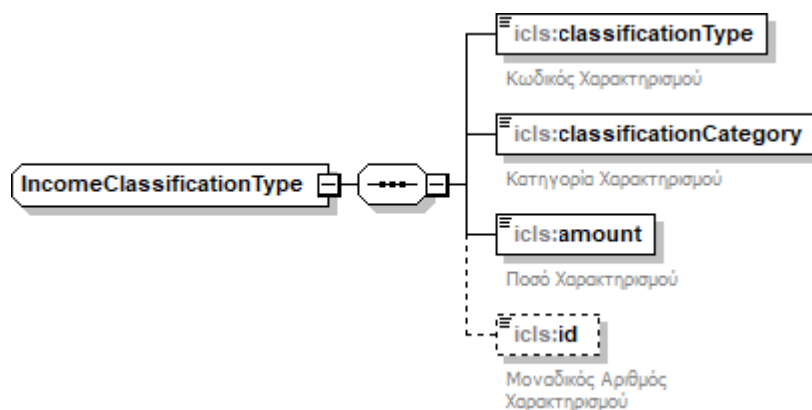 icls:classificationType
Κωδικός Χαρακτηρισμού
icls:classificationCategory
Κατηγορία Χαρακτηρισμού
IncomeClassificationType
icls:amount
Ποσό Χαρακτηρισμού
icls:id
Μοναδικός Αριθμός
Χαρακτηρισμού